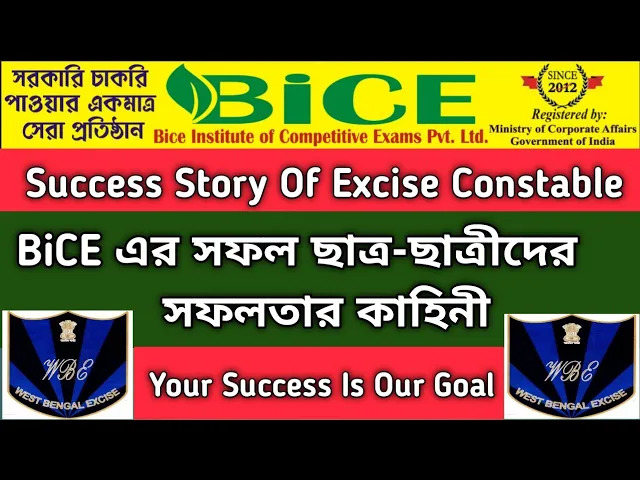 সরকারি চাকরি
পাওয়ার একমাত্র
সেরা প্রতিষ্ঠান
BiCE
Bice Institute of Competitive Exams Pvt. Ltd.
SINCE
2012
Registered by:
Ministry of Corporate Affairs
Government of India
Success Story Of Excise Constable
BiCE এর সফল ছাত্র-ছাত্রীদের
সফলতার কাহিনী
WBE
WEST BENGAL EXCISE
Your Success Is Our Goal
WBE
WEST BENGAL EXCISE